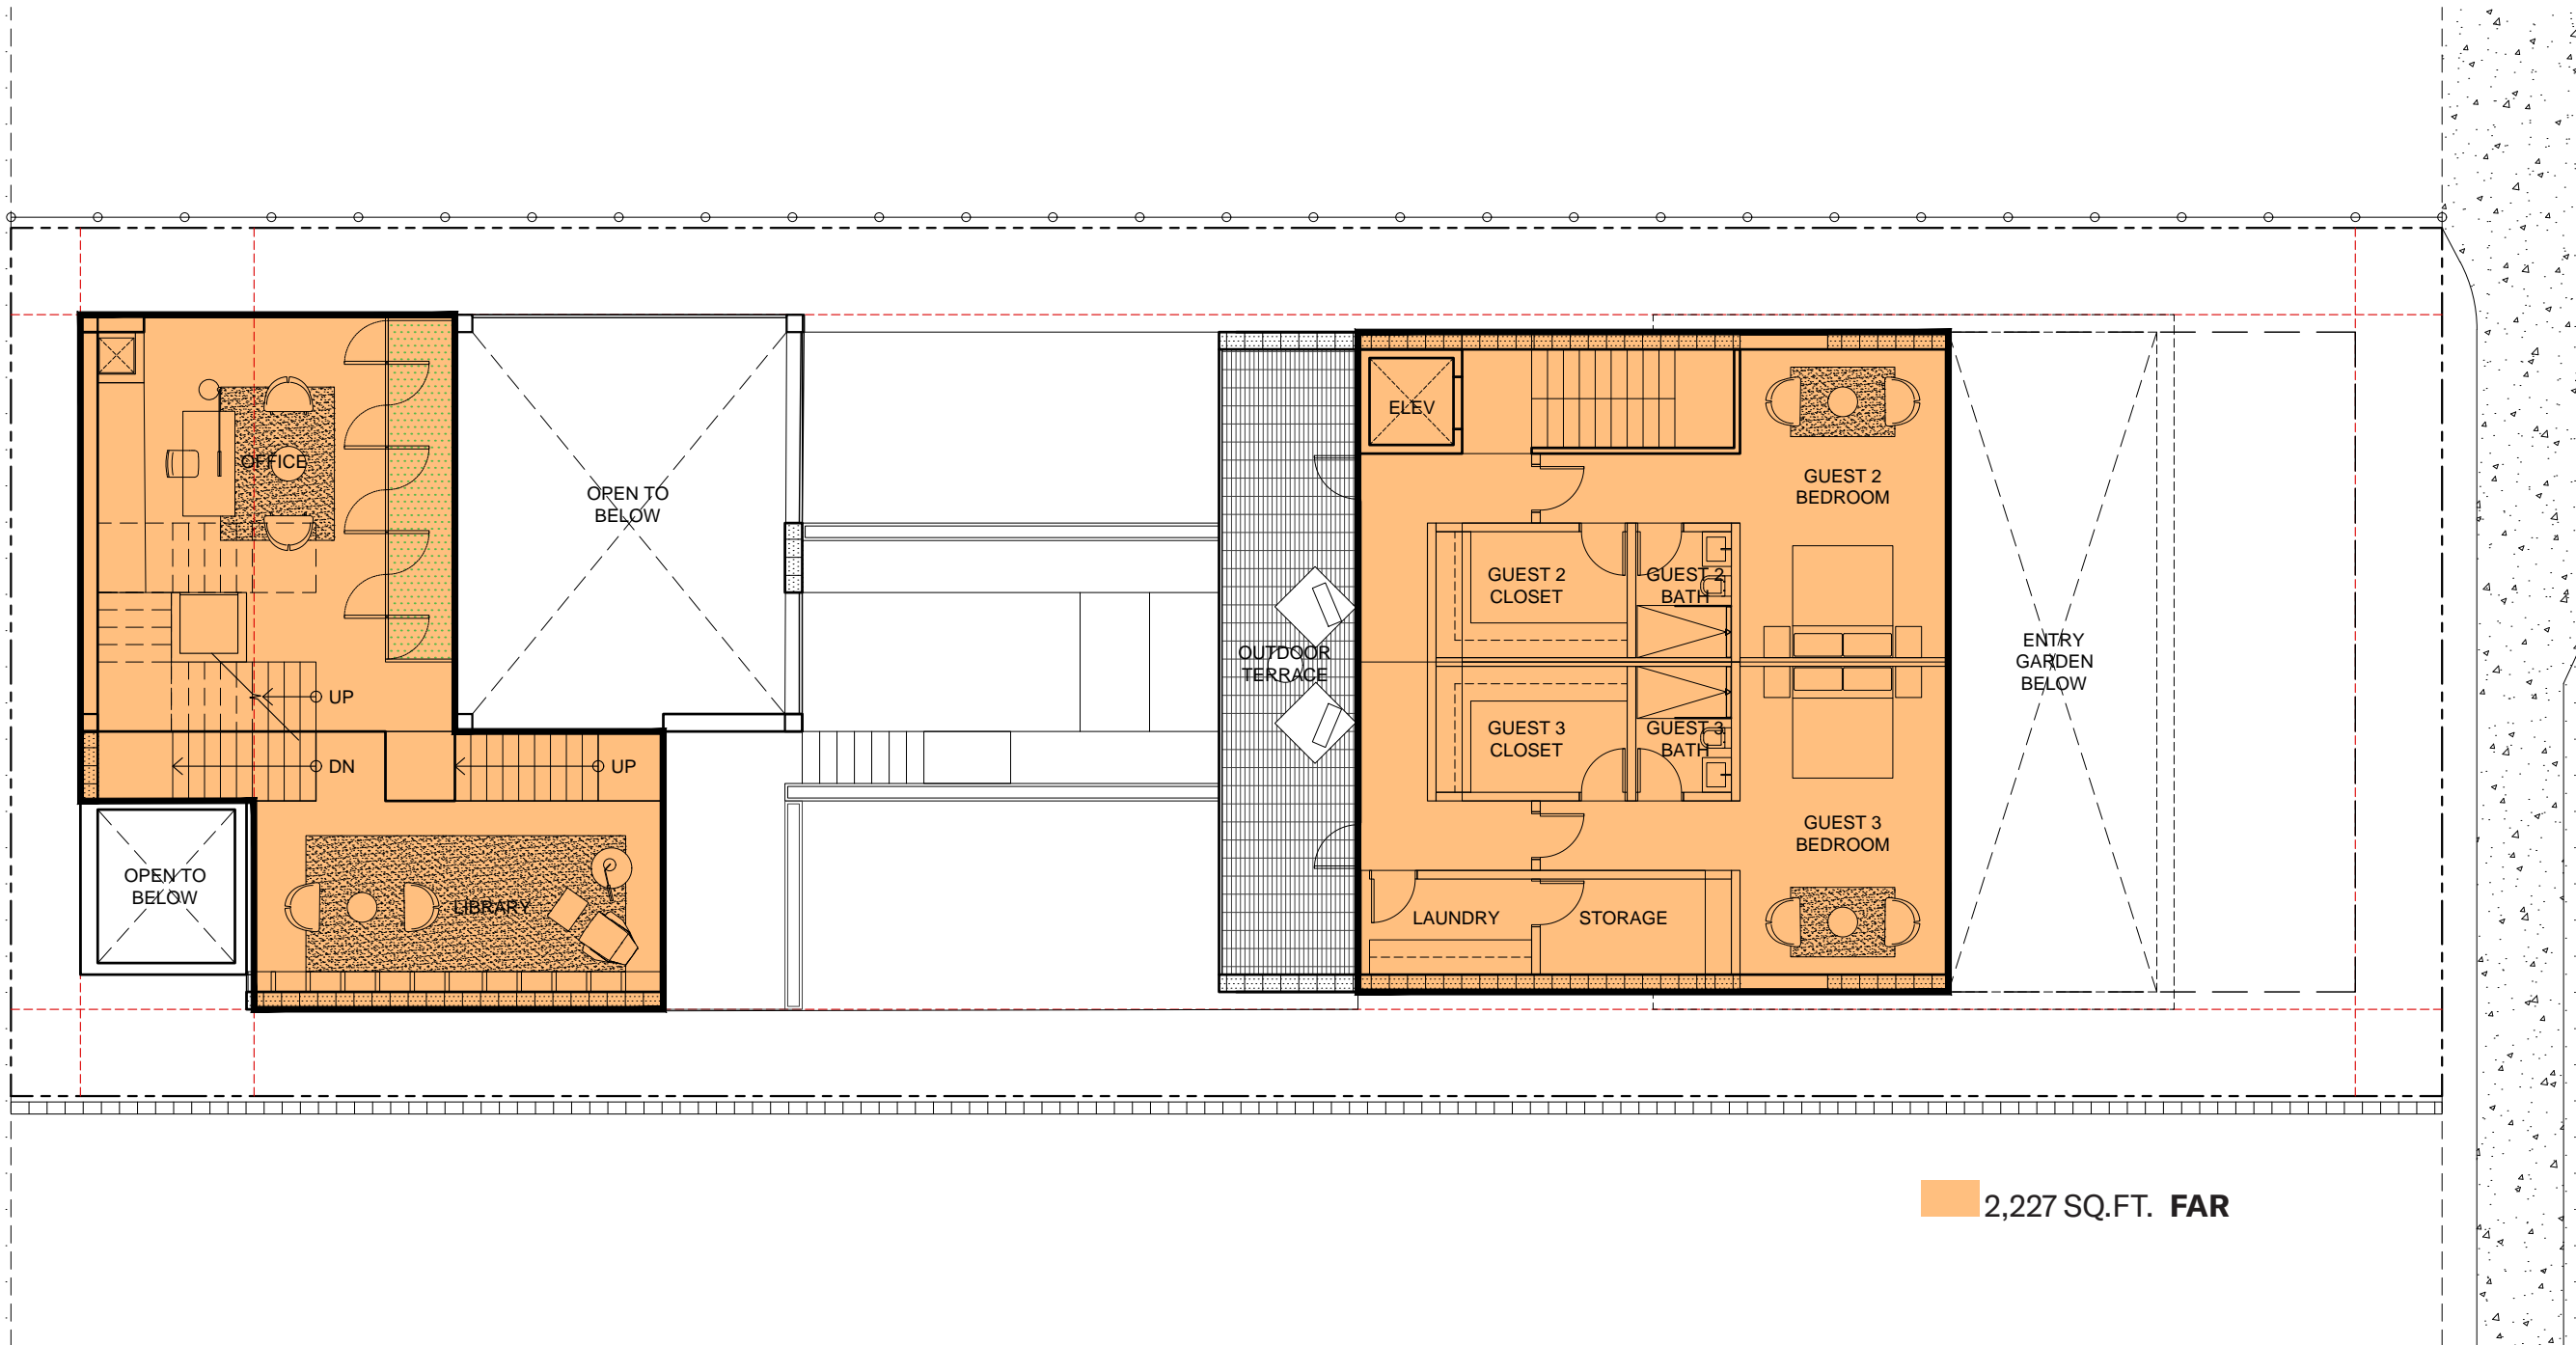 ELEV
OFFICE
GUEST 2
BEDROOM
OPEN TO
BELOW
GUEST 2
CLOSET
GUEST 2
BATH
OUTDOOR
TERRACE
ENTRY
GARDEN
BELOW
UP
DN
UP
GUEST 3
CLOSET
GUEST 3
BATH
GUEST 3
BEDROOM
OPEN TO
BELOW
LIBRARY
LAUNDRY
STORAGE
2,227 SQ.FT. FAR